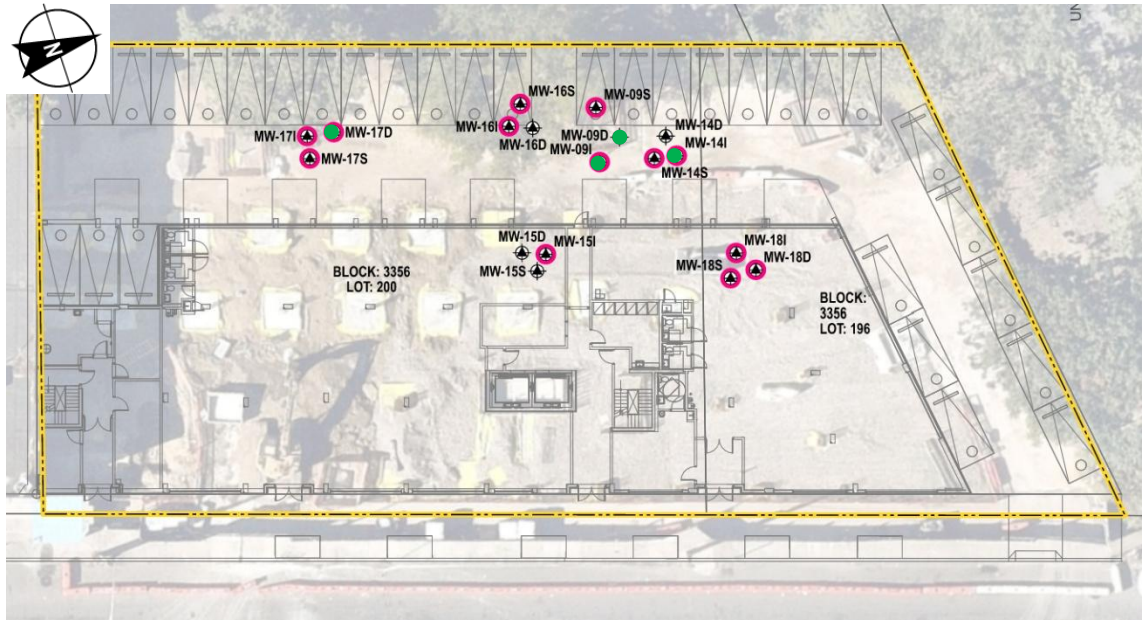 UN
N
MW-16S
MW-09S
MW-17I
MW-17D
MW-16I
MW-16D
MW-09D
MW-14D
MW-09I
MW-14I
MW-17S
MW-14S
MW-15D
MW-15I
MW-18I
MW-15S
MW-18S
MW-18D
BLOCK: 3356
LOT: 200
BLOCK:
3356
LOT: 196